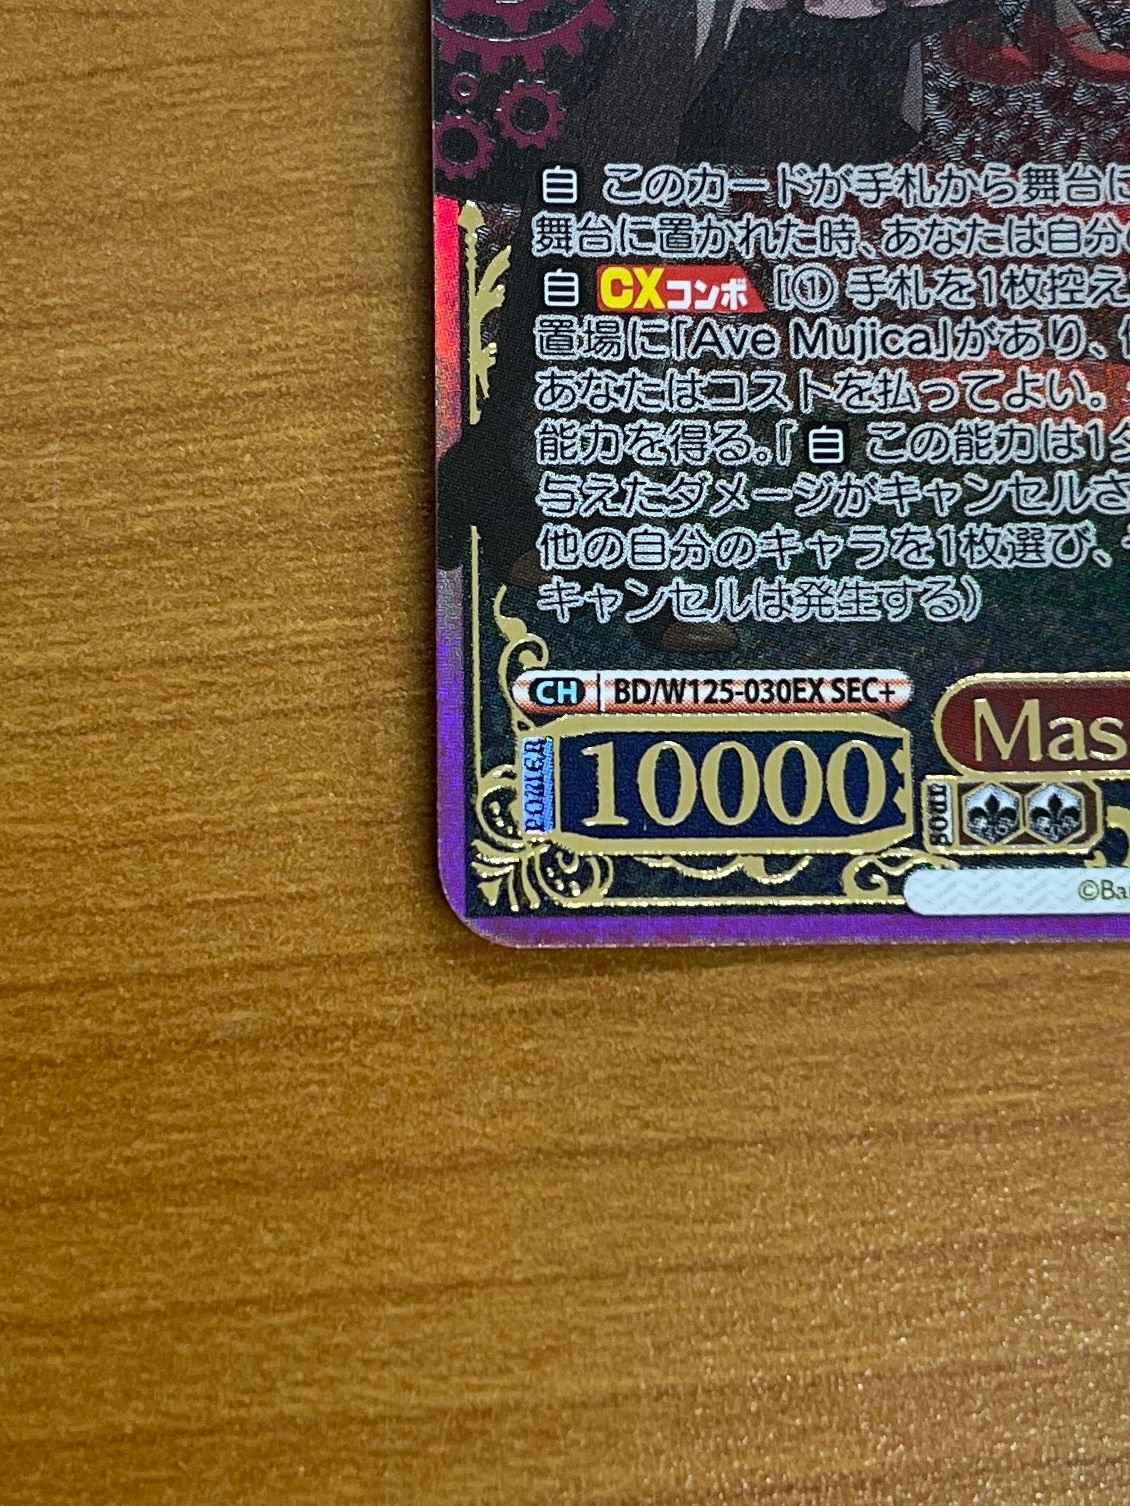 自 このカードが手札から舞台に
舞台に置かれた時、あなたは自分の
自 CXコンボ [① 手札を1枚控え
置場に「Ave Mujica」があり、他
あなたはコストを払ってよい。そ
能力を得る。『 自 この能力は1タ
与えたダメージがキャンセルさ
他の自分のキャラを1枚選び、そ
キャンセルは発生する）
CH BD/W125-030EX SEC+
POWER 10000
Mas
SOUL
©Ba